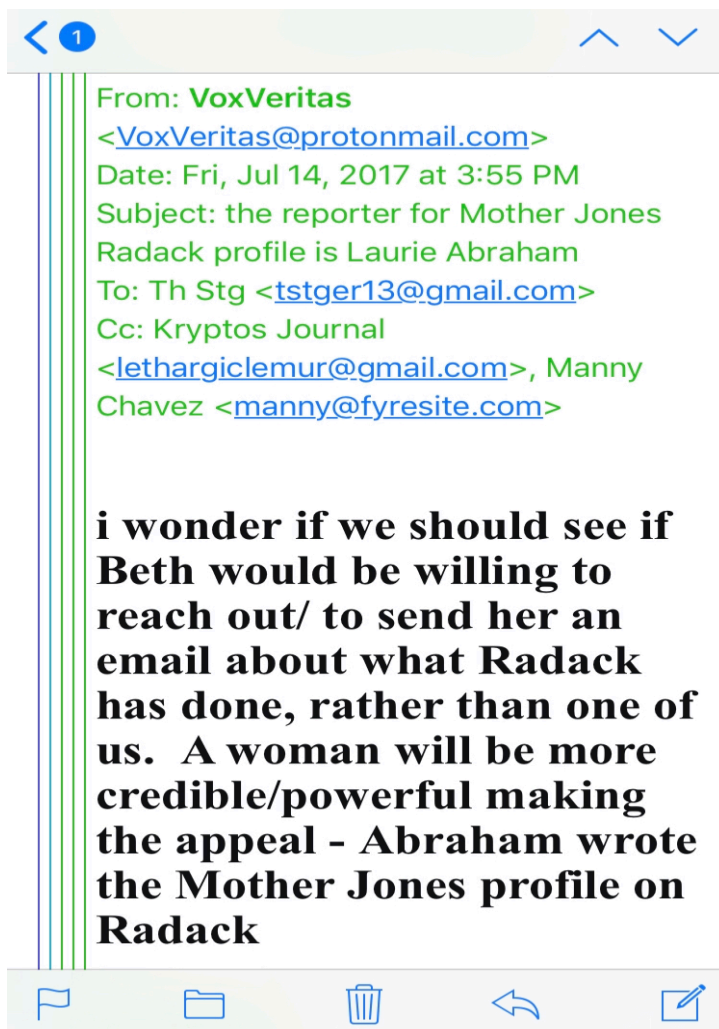 1
From: VoxVeritas
<VoxVeritas@protonmail.com>
Date: Fri, Jul 14, 2017 at 3:55 PM
Subject: the reporter for Mother Jones
Radack profile is Laurie Abraham
To: Th Stg <tstger13@gmail.com>
Cc: Kryptos Journal
<lethargiclemur@gmail.com>, Manny
Chavez <manny@fyresite.com>
i wonder if we should see if
Beth would be willing to
reach out/ to send her an
email about what Radack
has done, rather than one of
us.  A woman will be more
credible/powerful making
the appeal - Abraham wrote
the Mother Jones profile on
Radack